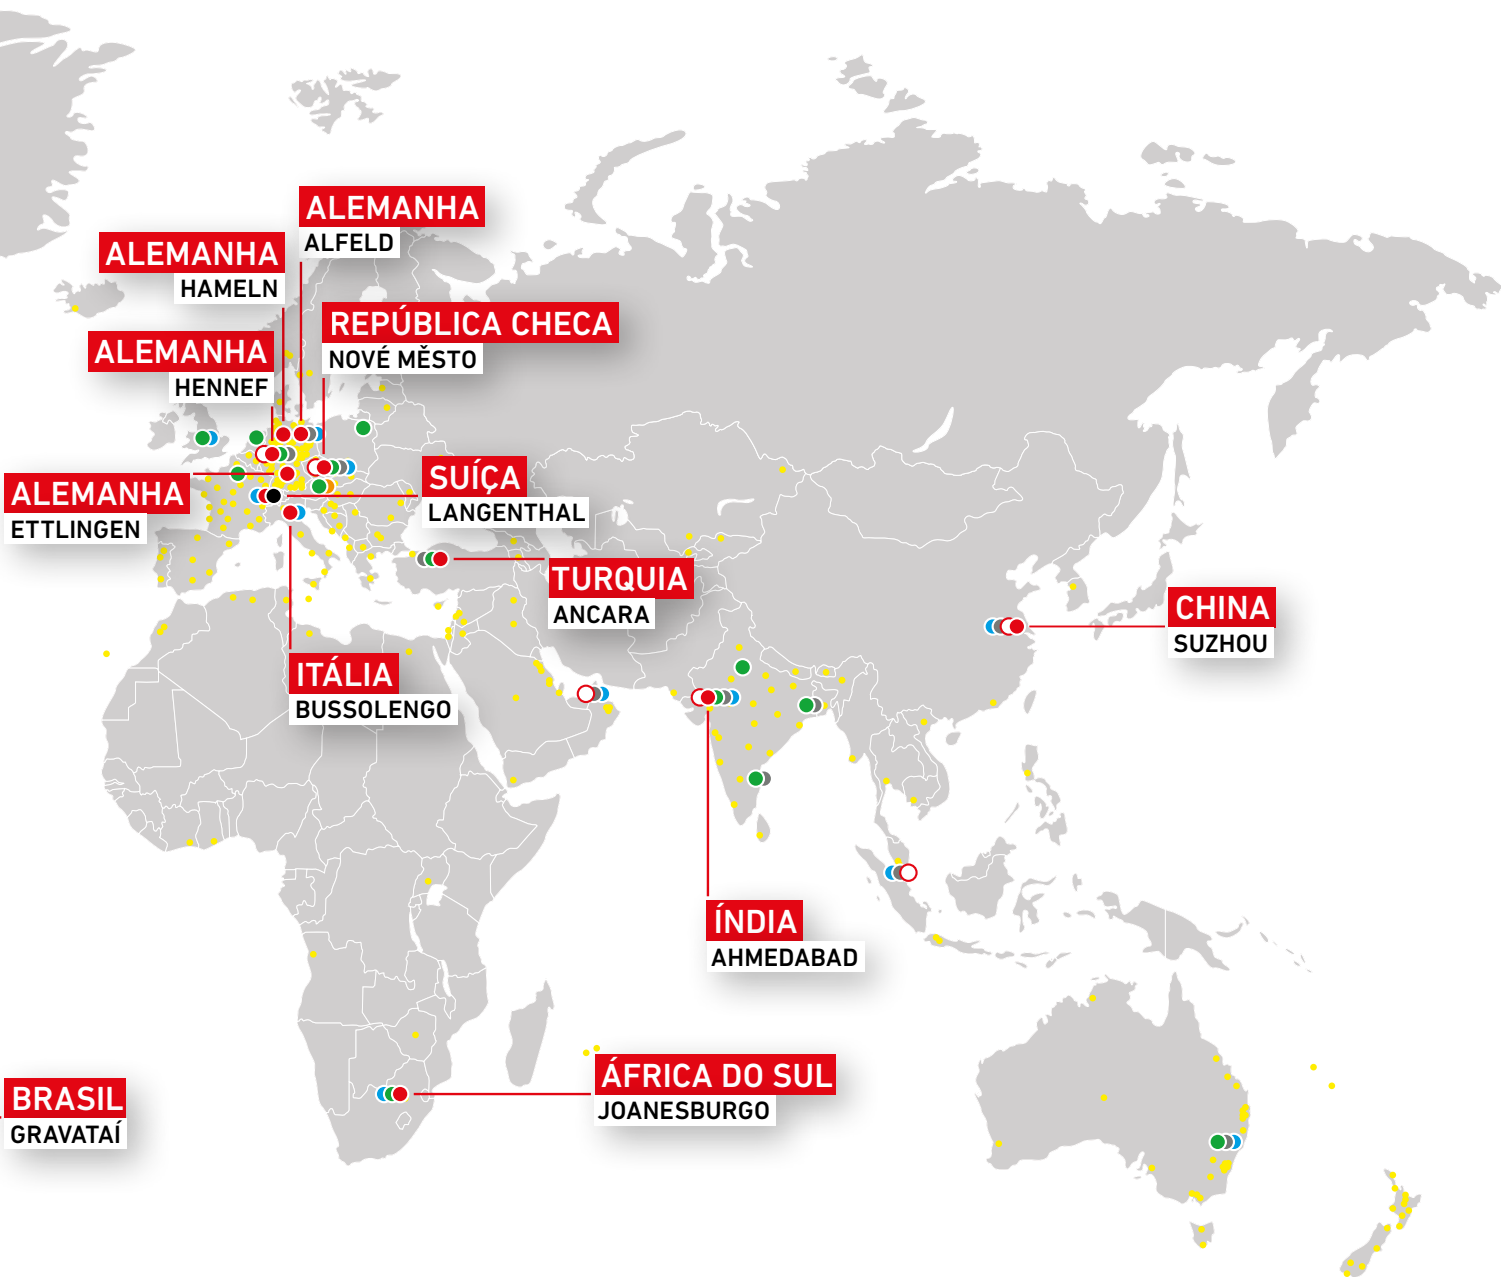 ALEMANHA
ALFELD
ALEMANHA
HAMELN
REPÚBLICA CHECA
NOVÉ MĚSTO
ALEMANHA
HENNEF
SUÍÇA
LANGENTHAL
ALEMANHA
ETTLINGEN
TURQUIA
ANCARA
CHINA
SUZHOU
ITÁLIA
BUSSOLENGO
ÍNDIA
AHMEDABAD
ÁFRICA DO SUL
JOANESBURGO
BRASIL
GRAVATAÍ